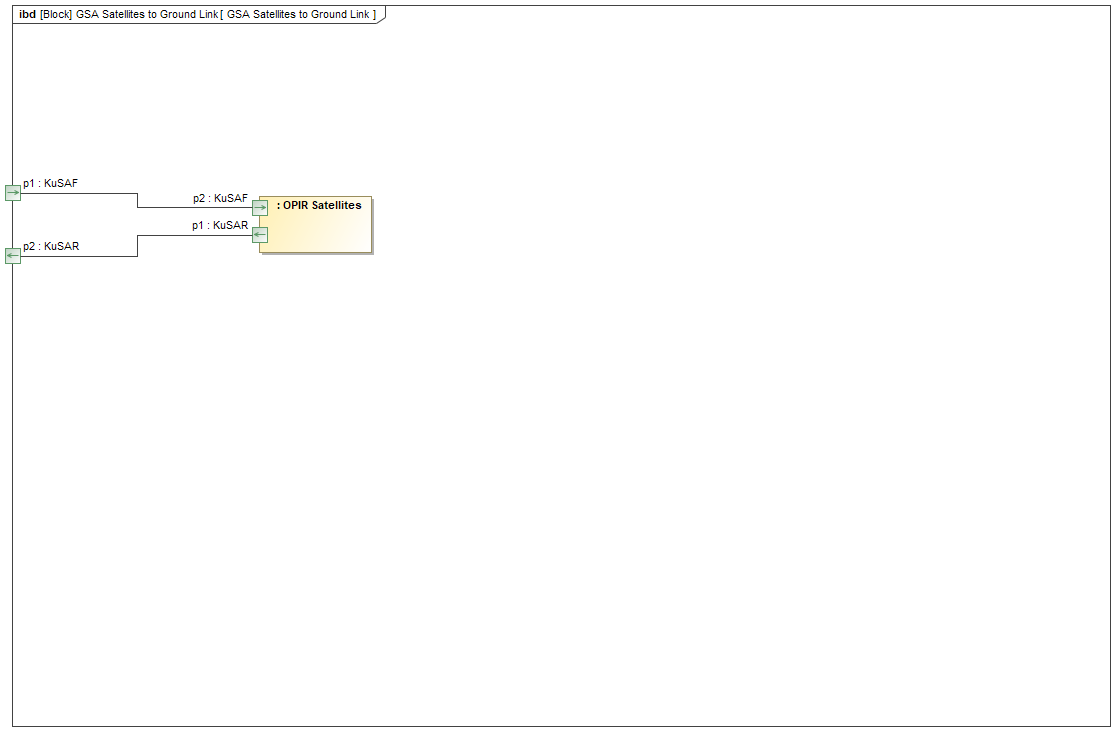 ibd [Block] GSA Satellites to Ground Link[ GSA Satellites to Ground Link ]
p1 : KuSAF
p2 : KuSAF
: OPIR Satellites
p1 : KuSAR
p2 : KuSAR